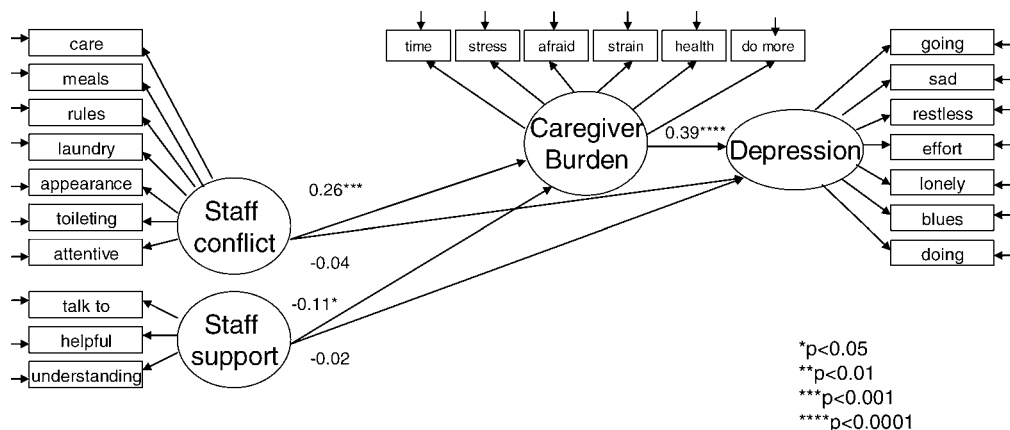 time
stress
afraid
strain
health
do more
care
meals
rules
laundry
appearance
toileting
attentive
going
sad
restless
effort
lonely
blues
doing
Caregiver
Burden
0.39****
Depression
0.26***
Staff
conflict
-0.04
talk to
helpful
understanding
-0.11*
Staff
support
-0.02
*p<0.05
**p<0.01
***p<0.001
****p<0.0001